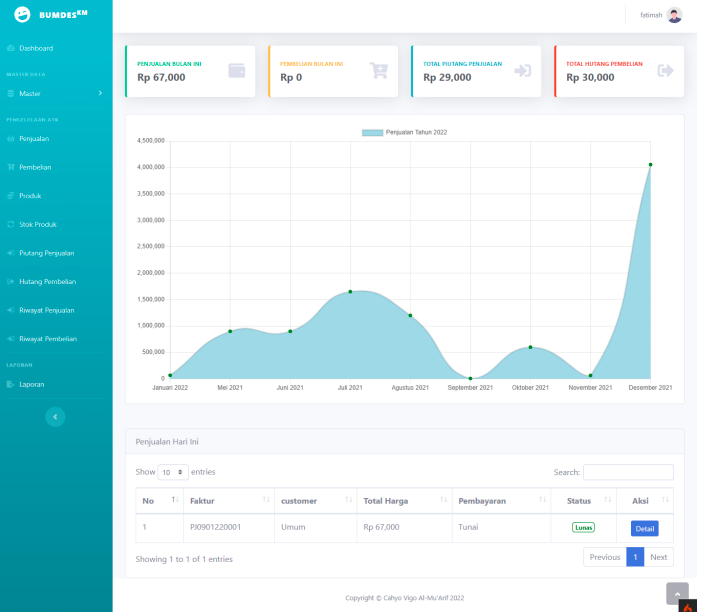 BUMDESKM
fatimah
Dashboard
MASTER DATA
Master
PENGELOLAAN ATK
Penjualan
Pembelian
Produk
Stok Produk
Piutang Penjualan
Hutang Pembelian
Riwayat Penjualan
Riwayat Pembelian
LAPORAN
Laporan
PENJUALAN BULAN INI
Rp 67,000
PEMBELIAN BULAN INI
Rp 0
TOTAL PIUTANG PENJUALAN
Rp 29,000
TOTAL HUTANG PEMBELIAN
Rp 30,000
Penjualan Tahun 2022
4,500,000
4,000,000
3,500,000
3,000,000
2,500,000
2,000,000
1,500,000
1,000,000
500,000
0
Januari 2022 Mei 2021 Juni 2021 Juli 2021 Agustus 2021 September 2021 Oktober 2021 November 2021 Desember 2021
Penjualan Hari Ini
Show 10 entries Search:
No Faktur customer Total Harga Pembayaran Status Aksi
1 PJ0901220001 Umum Rp 67,000 Tunai Lunas Detail
Showing 1 to 1 of 1 entries Previous 1 Next
Copyright © Cahyo Vigo Al-Mu'Arif 2022